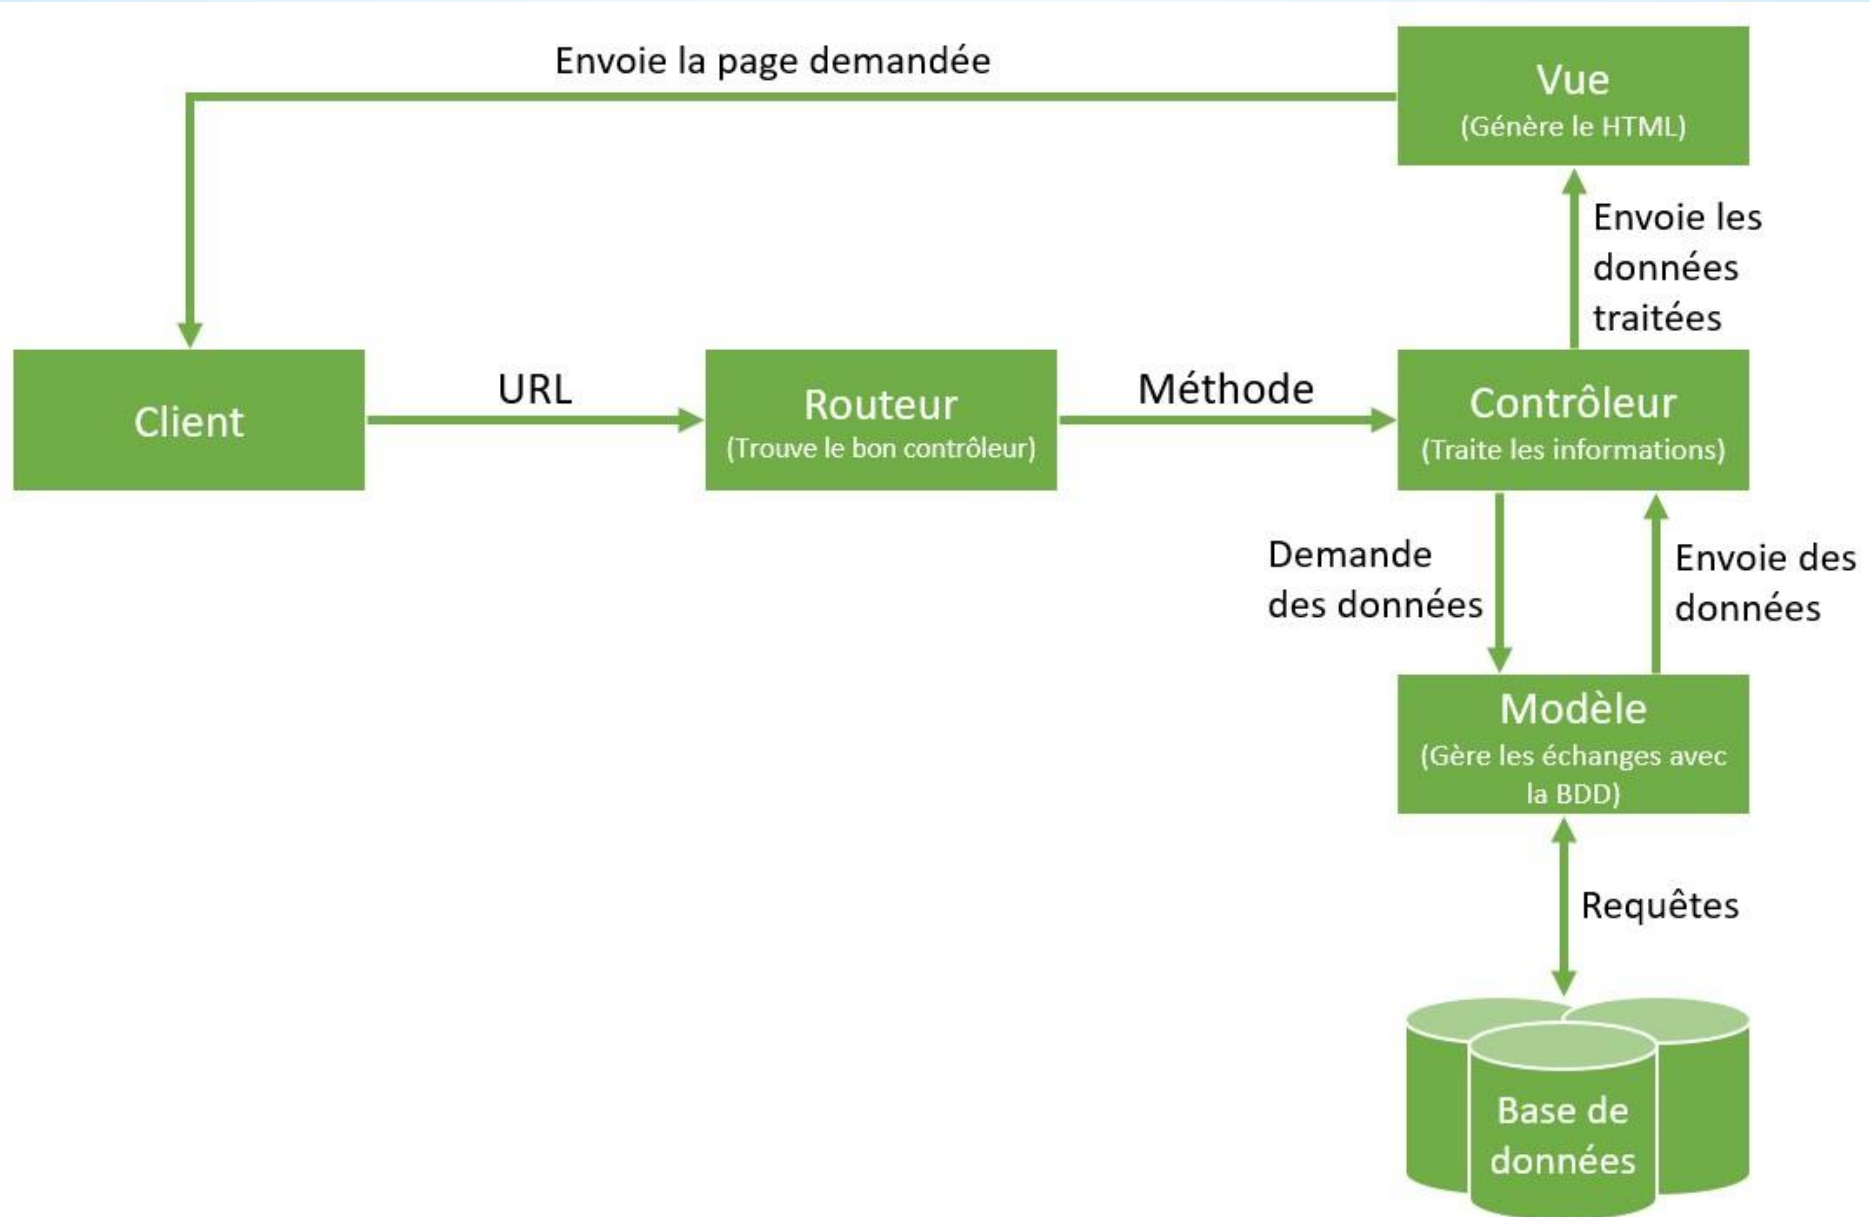 Envoie la page demandée
Vue
(Génère le HTML)
Envoie les
données
traitées
Client
URL
Routeur
(Trouve le bon contrôleur)
Méthode
Contrôleur
(Traite les informations)
Demande
des données
Envoie des
données
Modèle
(Gère les échanges avec
la BDD)
Requêtes
Base de
données